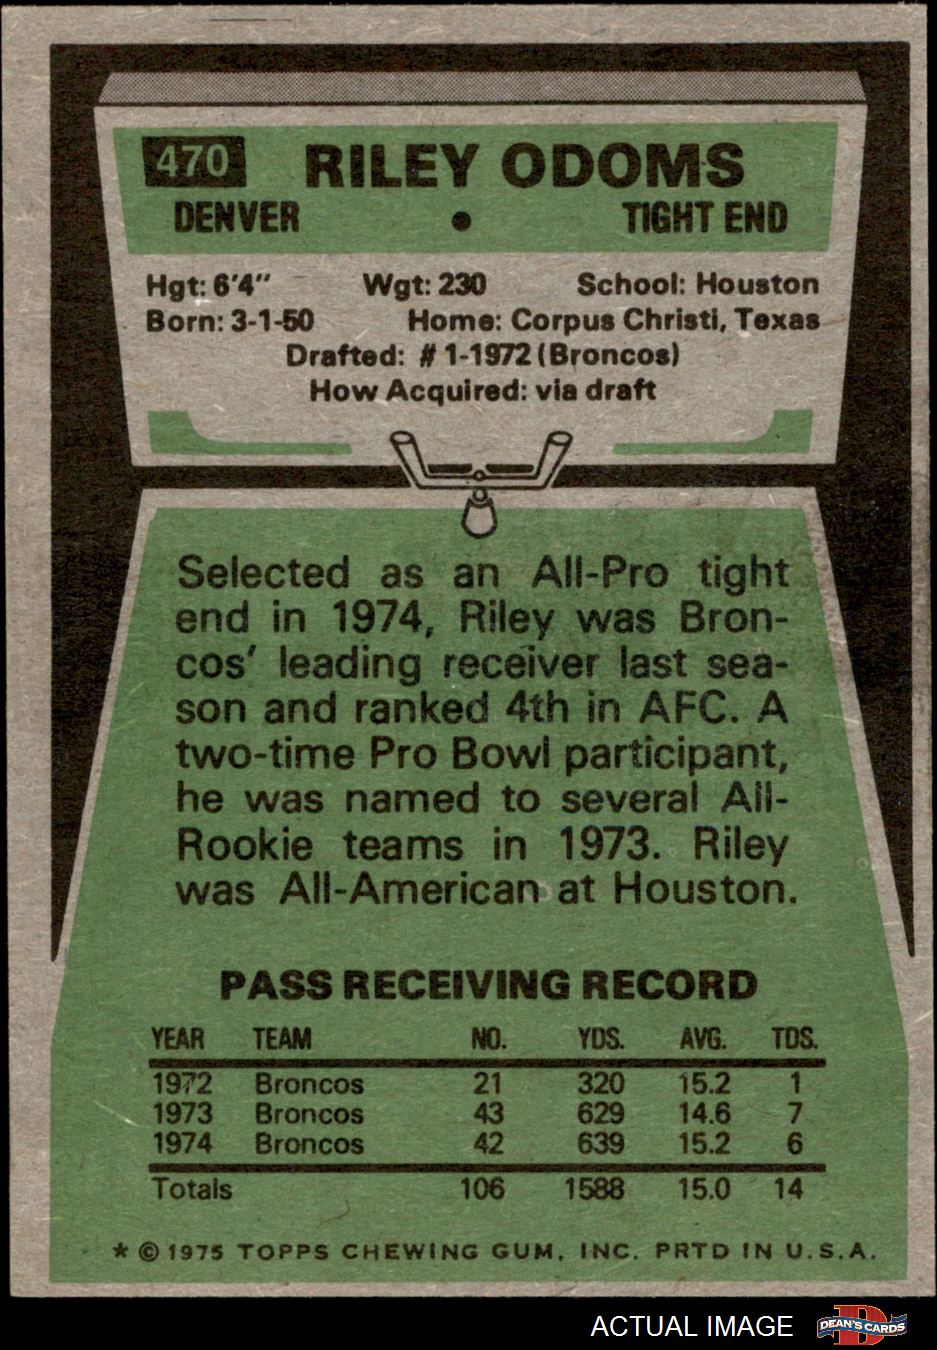 470 RILEY ODOMS
DENVER • TIGHT END
Hgt: 6'4" Wgt: 230 School: Houston
Born: 3-1-50 Home: Corpus Christi, Texas
Drafted: #1-1972 (Broncos)
How Acquired: via draft
Selected as an All-Pro tight
end in 1974, Riley was Bron-
cos' leading receiver last sea-
son and ranked 4th in AFC. A
two-time Pro Bowl participant,
he was named to several All-
Rookie teams in 1973. Riley
was All-American at Houston.
PASS RECEIVING RECORD
YEAR TEAM NO. YDS. AVG. TDS.
1972 Broncos 21 320 15.2 1
1973 Broncos 43 629 14.6 7
1974 Broncos 42 639 15.2 6
Totals 106 1588 15.0 14
* © 1975 TOPPS CHEWING GUM, INC. PRTD IN U.S.A.
ACTUAL IMAGE D DEAN'S CARDS